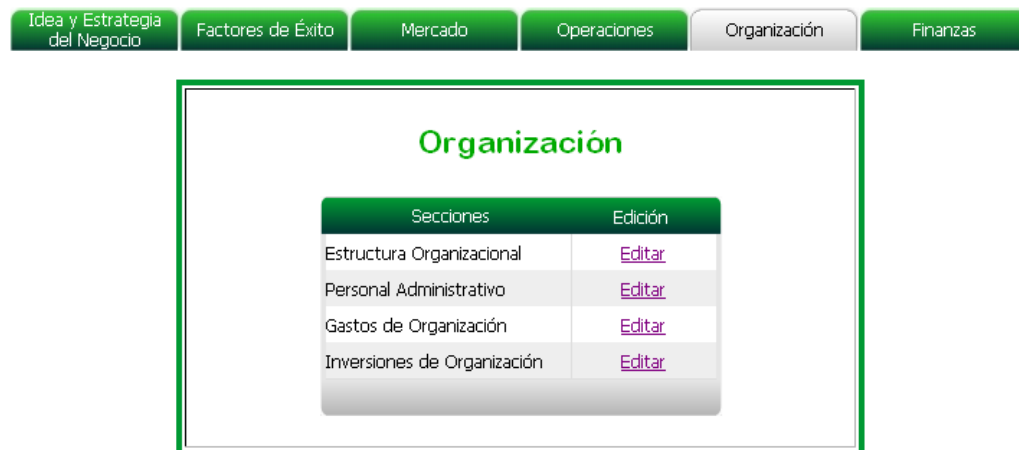 Idea y Estrategia
del Negocio
Factores de Éxito
Mercado
Operaciones
Organización
Finanzas
Organización
Secciones Edición
Estructura Organizacional Editar
Personal Administrativo Editar
Gastos de Organización Editar
Inversiones de Organización Editar